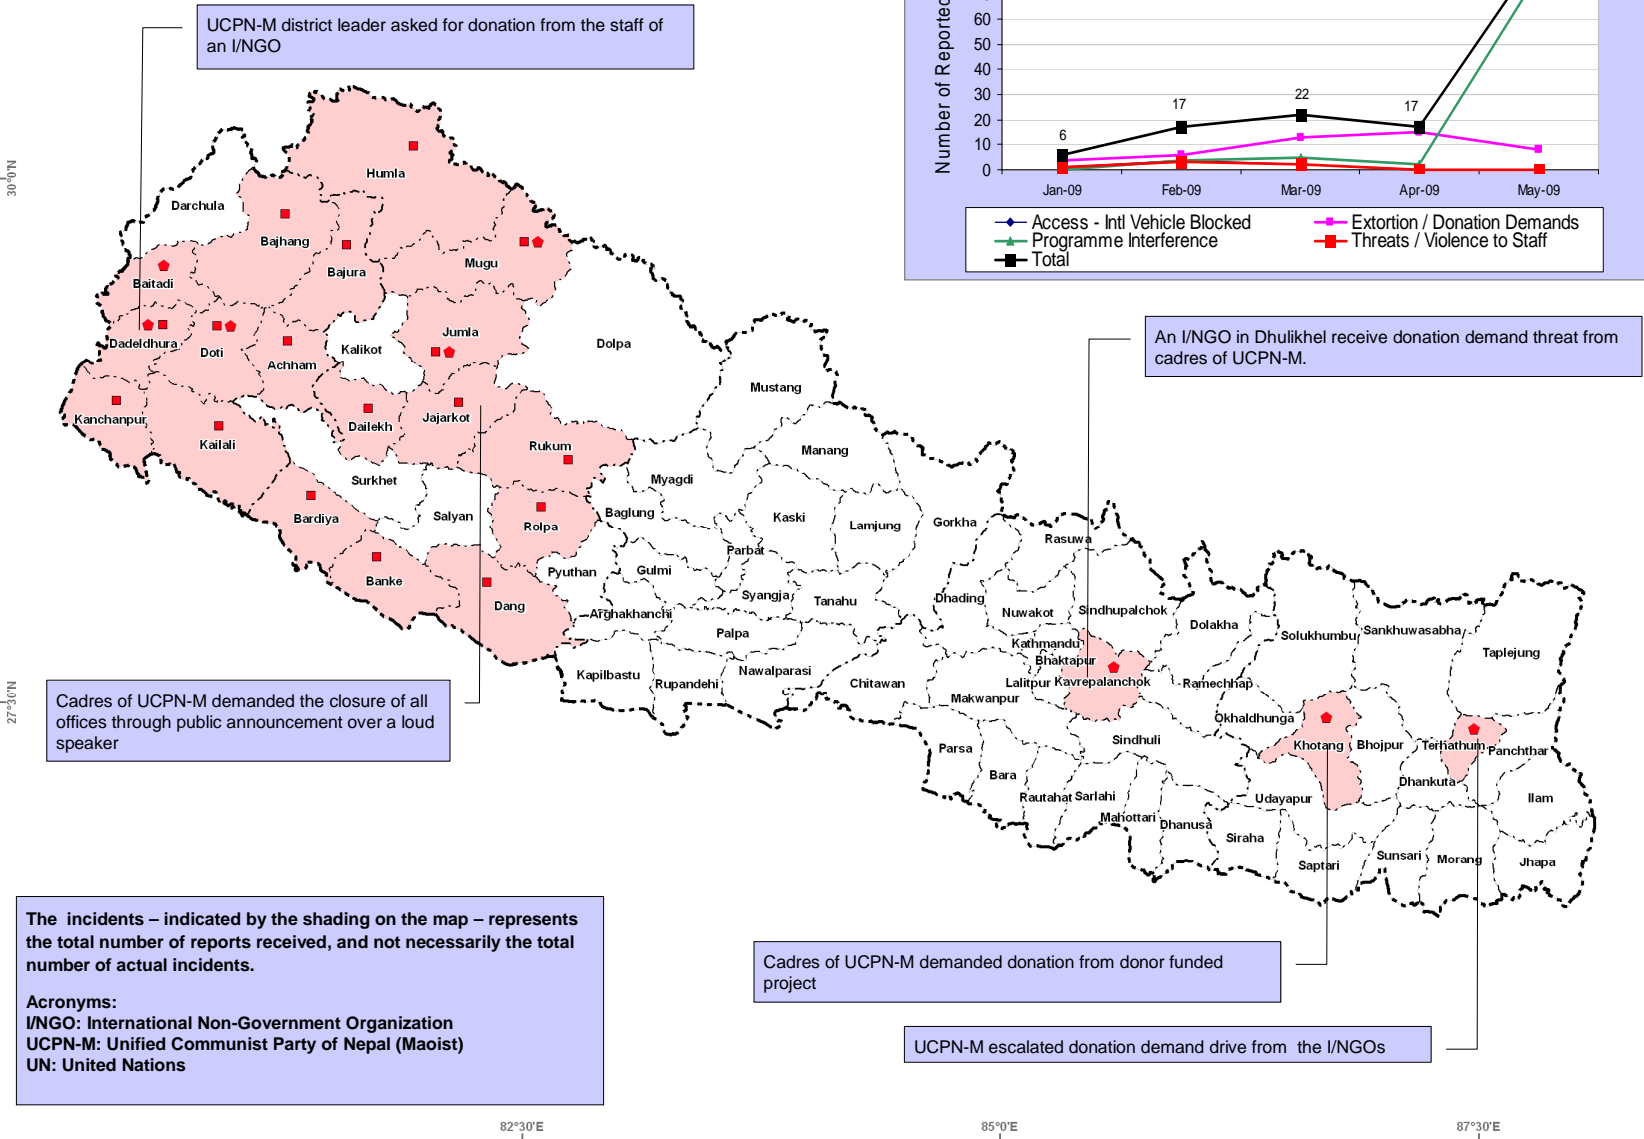 UCPN-M district leader asked for donation from the staff of
an I/NGO
Number of Reported
60
50
40
30
20
10
0
6
17
22
17
Jan-09
Feb-09
Mar-09
Apr-09
May-09
Access - Intl Vehicle Blocked
Extortion / Donation Demands
Programme Interference
Threats / Violence to Staff
Total
30°0'N
27°30'N
Humla
Darchula
Bajhang
Bajura
Mugu
Baitadi
Dadeldhura
Doti
Achham
Kalikot
Jumla
Dolpa
Kanchanpur
Kailali
Dailekh
Jajarkot
Rukum
Mustang
Manang
Surkhet
Salyan
Myagdi
Bardiya
Rolpa
Baglung
Kaski
Lamjung
Gorkha
Rasuwa
Banke
Dang
Pyuthan
Gulmi
Parbat
Syangja
Tanahu
Dhading
Nuwakot
Sindhupalchok
Dolakha
Arghakhanchi
Palpa
Kathmandu
Bhaktapur
Lalitpur
Kavrepalanchok
Ramechhap
Solukhumbu
Sankhuwasabha
Taplejung
Kapilbastu
Rupandehi
Nawalparasi
Chitawan
Makwanpur
Okhaldhunga
Khotang
Bhojpur
Terhathum
Panchthar
Parsa
Bara
Rautahat
Sarlahi
Mahottari
Dhanusa
Sindhuli
Siraha
Udayapur
Saptari
Dhankuta
Sunsari
Morang
Ilam
Jhapa
An I/NGO in Dhulikhel receive donation demand threat from
cadres of UCPN-M.
Cadres of UCPN-M demanded the closure of all
offices through public announcement over a loud
speaker
The incidents – indicated by the shading on the map – represents
the total number of reports received, and not necessarily the total
number of actual incidents.
Acronyms:
I/NGO: International Non-Government Organization
UCPN-M: Unified Communist Party of Nepal (Maoist)
UN: United Nations
Cadres of UCPN-M demanded donation from donor funded
project
UCPN-M escalated donation demand drive from the I/NGOs
82°30'E
85°0'E
87°30'E